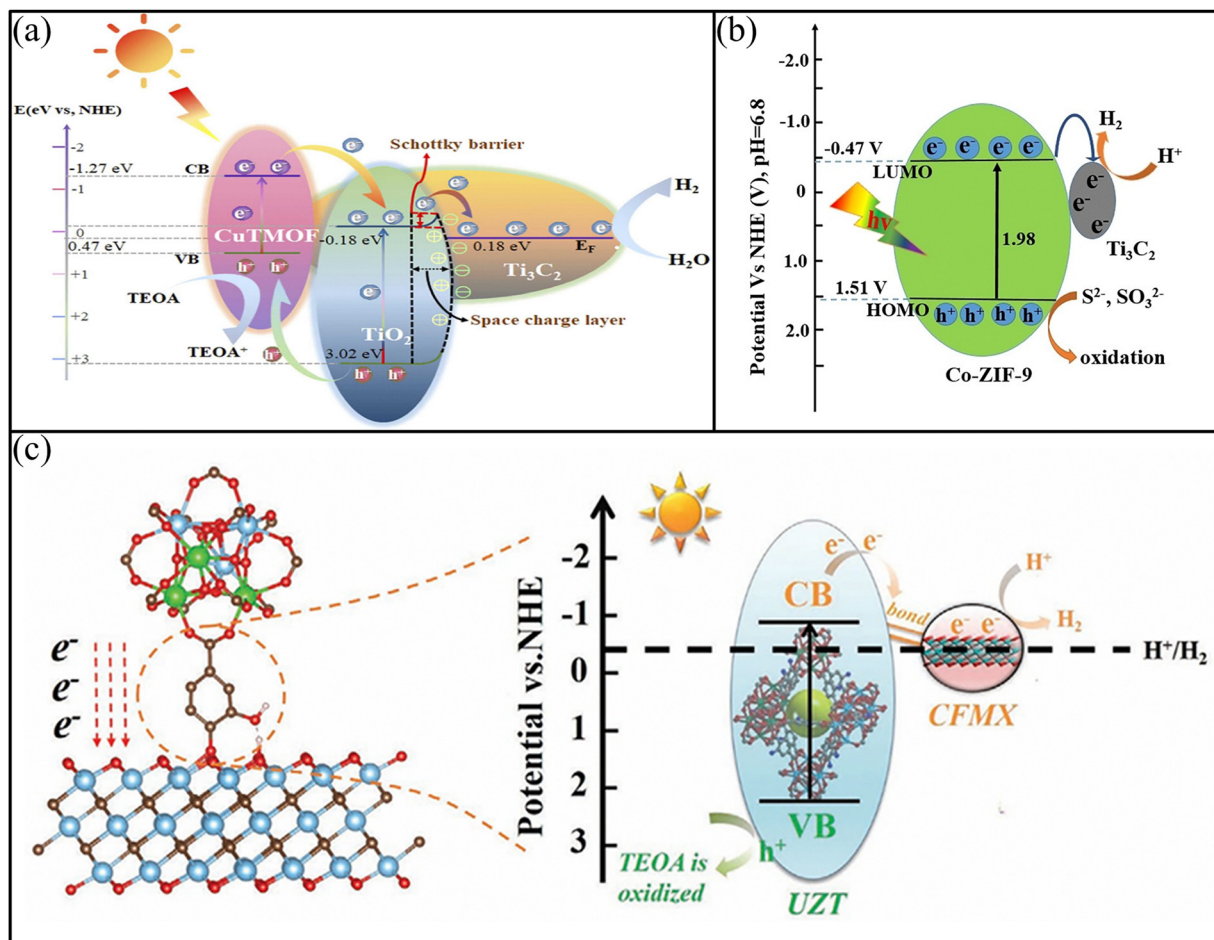 (a)
E(eV vs, NHE)
-2
-1.27 eV
-1
0
0.47 eV
+1
+2
+3
CB
e⁻ e⁻
e⁻
CuTMOF
VB
h⁺ h⁺
TEOA
TEOA⁺
h⁺
e⁻
Schottky barrier
e⁻
e⁻ e⁻ e⁻
-0.18 eV
e⁻
TiO₂
3.02 eV
h⁺ h⁺
e⁻ e⁻ e⁻ e⁻
0.18 eV
E_F
Ti₃C₂
Space charge layer
H₂
H₂O
(b)
Potential Vs NHE (V), pH=6.8
-2.0
-1.0
0
1.0
2.0
-0.47 V
e⁻ e⁻ e⁻ e⁻
LUMO
hv
1.98
1.51 V
HOMO
h⁺ h⁺ h⁺ h⁺
Co-ZIF-9
H₂
H⁺
e⁻
e⁻
e⁻
Ti₃C₂
S²⁻, SO₃²⁻
oxidation
(c)
e⁻
e⁻
e⁻
Potential vs.NHE
-2
-1
0
1
2
3
e⁻ e⁻
CB
bond
VB
h⁺
TEOA is
oxidized
UZT
H⁺
H₂
e⁻ e⁻
CFMX
H⁺/H₂